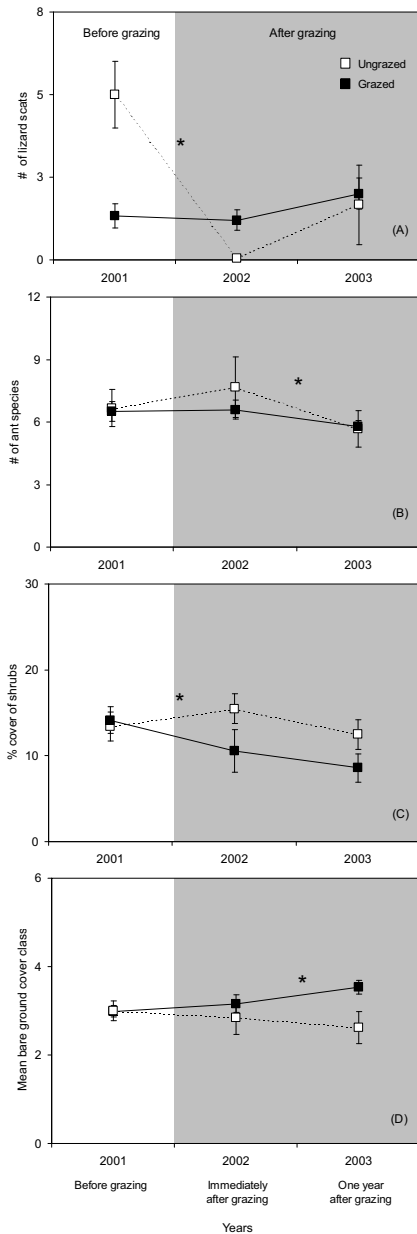 8
Before grazing After grazing
Ungrazed
Grazed
*
5
3
0
# of lizard scats
(A)
2001 2002 2003
12
9
6
3
0
*
# of ant species
(B)
2001 2002 2003
30
20
10
0
*
% cover of shrubs
(C)
2001 2002 2003
6
4
2
0
*
Mean bare ground cover class
(D)
2001 2002 2003
Before grazing Immediately One year
after grazing after grazing
Years